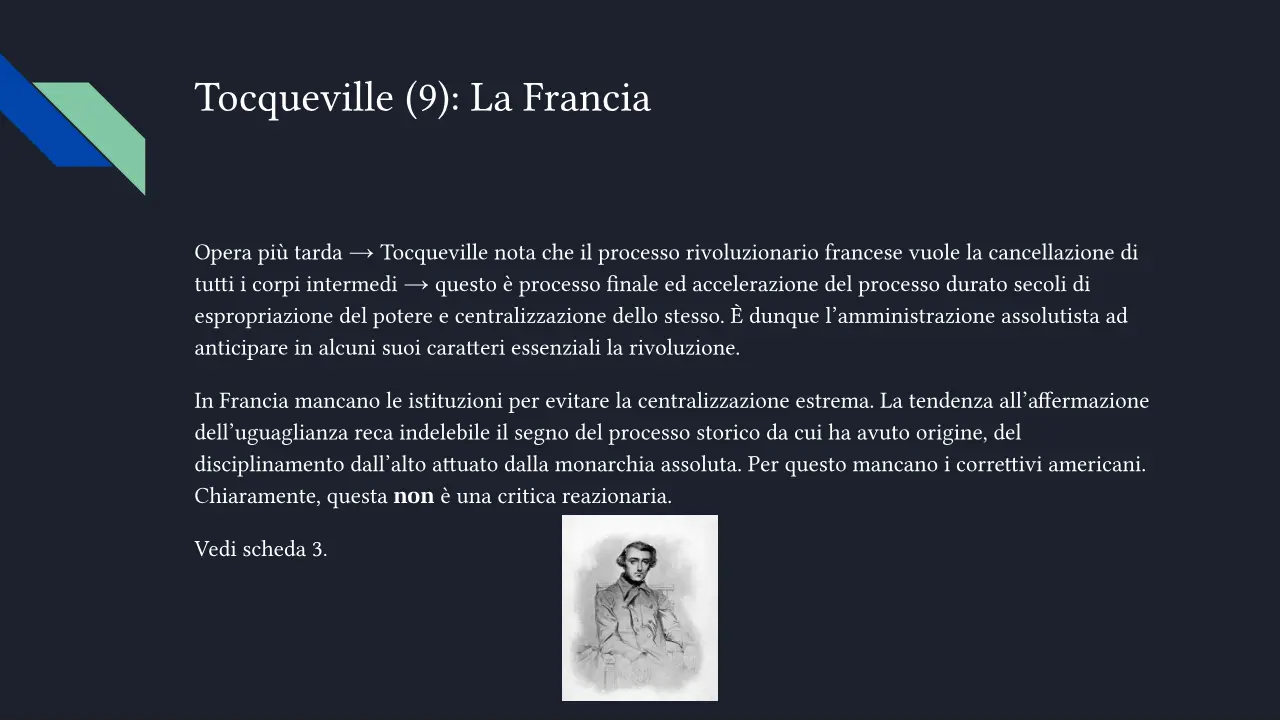 Tocqueville (9): La Francia
Opera più tarda → Tocqueville nota che il processo rivoluzionario francese vuole la cancellazione di
tutti i corpi intermedi → questo è processo finale ed accelerazione del processo durato secoli di
espropriazione del potere e centralizzazione dello stesso. È dunque l’amministrazione assolutista ad
anticipare in alcuni suoi caratteri essenziali la rivoluzione.
In Francia mancano le istituzioni per evitare la centralizzazione estrema. La tendenza all’affermazione
dell’uguaglianza reca indelebile il segno del processo storico da cui ha avuto origine, del
disciplinamento dall’alto attuato dalla monarchia assoluta. Per questo mancano i correttivi americani.
Chiaramente, questa non è una critica reazionaria.
Vedi scheda 3.